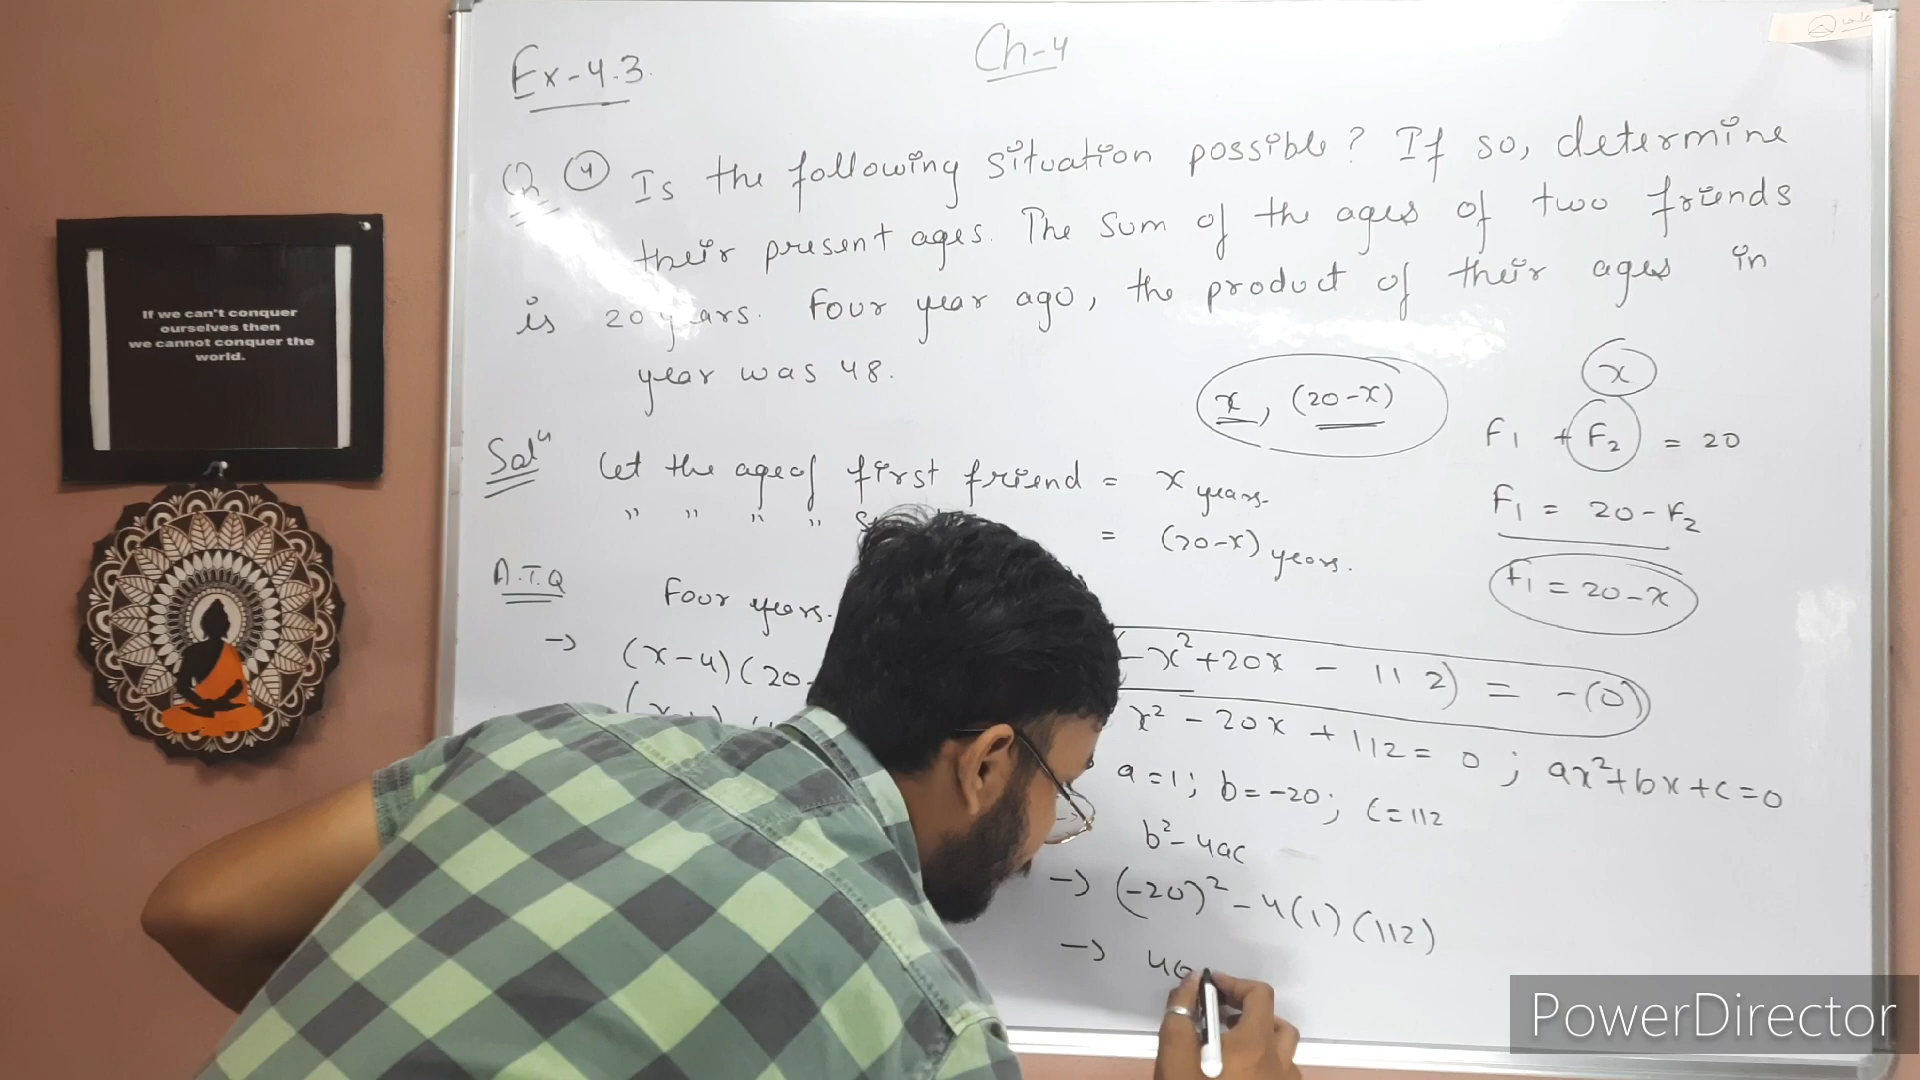 Ch-4
Ex-4.3.
Q 4 Is the following situation possible? If so, determine
their present ages. The sum of the ages of two friends
is 20 years. Four year ago, the product of their ages in
year was 48.
x, (20-x)
x
F1 + F2 = 20
F1 = 20-F2
F1 = 20-x
Solⁿ Let the age of first friend = x years.
" " " " = (20-x) years.
A.T.Q Four years.
→ (x-4)(20
-x²+20x - 112) = -(0)
x² - 20x + 112 = 0 ; ax²+bx+c=0
a=1; b=-20; c=112
b²-4ac
→ (-20)²-4(1)(112)
→ 40
If we can't conquer
ourselves then
we cannot conquer the
world.
PowerDirector